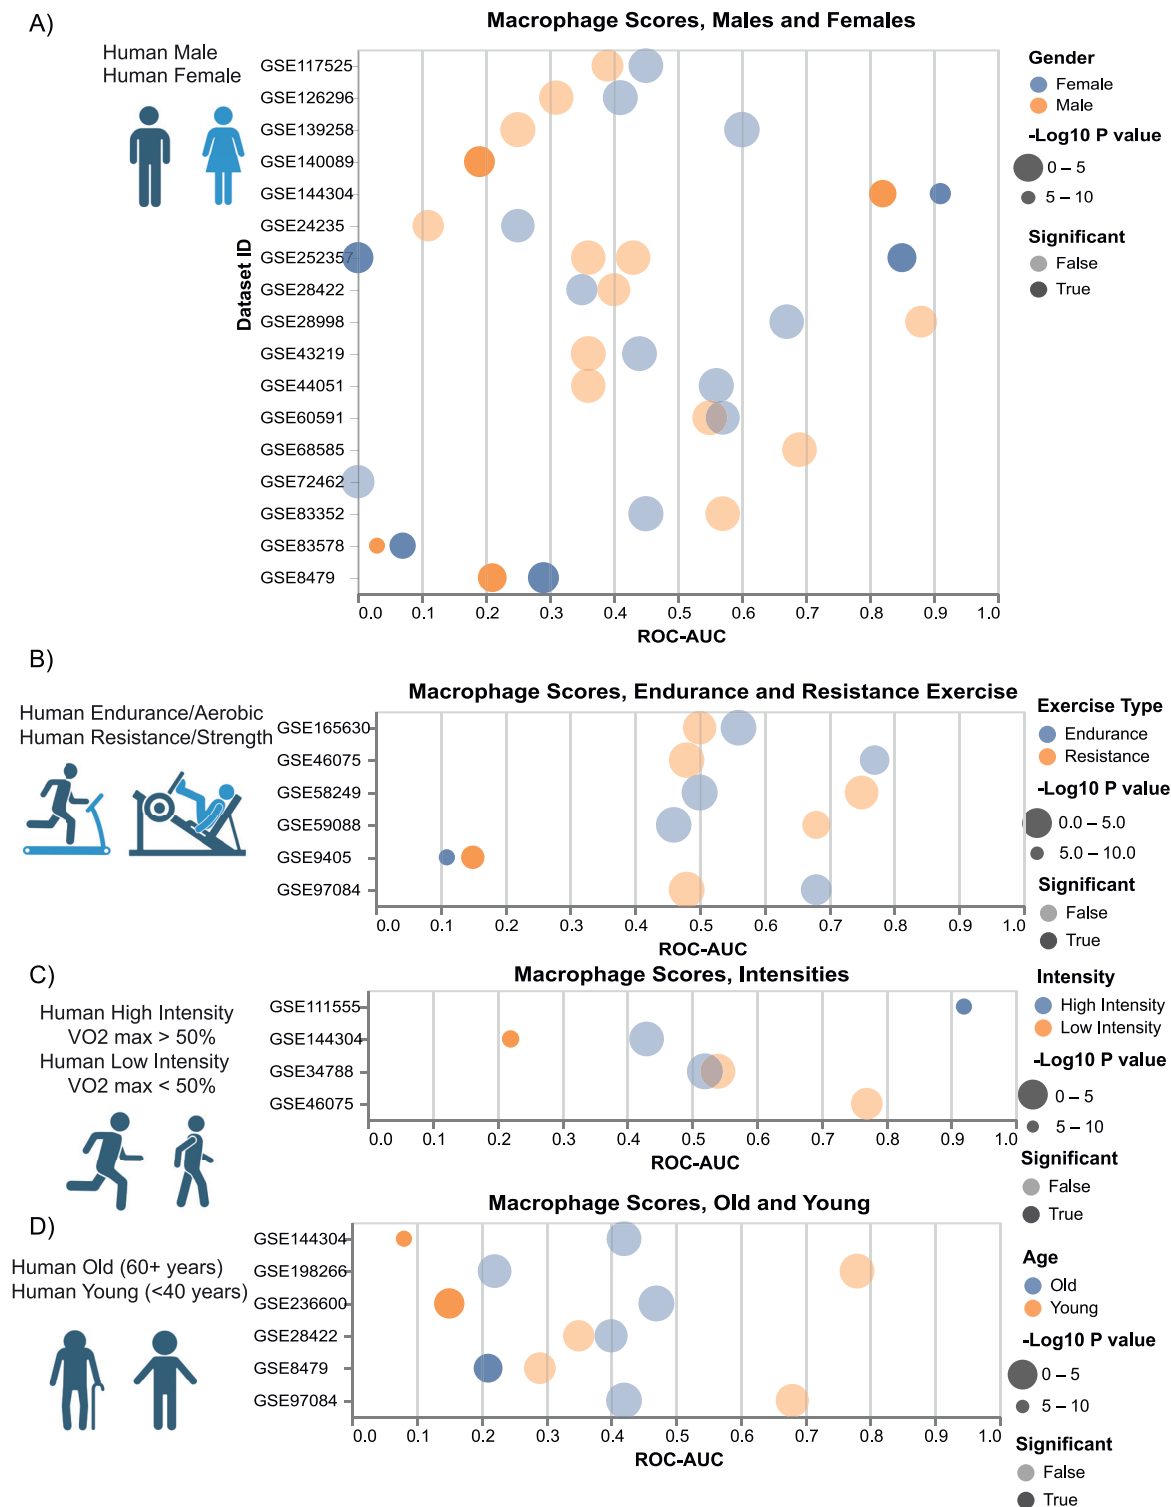 A)
Macrophage Scores, Males and Females
Human Male
Human Female
Dataset ID
GSE117525
GSE126296
GSE139258
GSE140089
GSE144304
GSE24235
GSE252357
GSE28422
GSE28998
GSE43219
GSE44051
GSE60591
GSE68585
GSE72462
GSE83352
GSE83578
GSE8479
0.0 0.1 0.2 0.3 0.4 0.5 0.6 0.7 0.8 0.9 1.0
ROC-AUC
Gender
Female
Male
-Log10 P value
0 – 5
5 – 10
Significant
False
True
B)
Macrophage Scores, Endurance and Resistance Exercise
Human Endurance/Aerobic
Human Resistance/Strength
GSE165630
GSE46075
GSE58249
GSE59088
GSE9405
GSE97084
0.0 0.1 0.2 0.3 0.4 0.5 0.6 0.7 0.8 0.9 1.0
ROC-AUC
Exercise Type
Endurance
Resistance
-Log10 P value
0.0 – 5.0
5.0 – 10.0
Significant
False
True
C)
Macrophage Scores, Intensities
Human High Intensity
VO2 max > 50%
Human Low Intensity
VO2 max < 50%
GSE111555
GSE144304
GSE34788
GSE46075
0.0 0.1 0.2 0.3 0.4 0.5 0.6 0.7 0.8 0.9 1.0
ROC-AUC
Intensity
High Intensity
Low Intensity
-Log10 P value
0 – 5
5 – 10
Significant
False
True
D)
Macrophage Scores, Old and Young
Human Old (60+ years)
Human Young (<40 years)
GSE144304
GSE198266
GSE236600
GSE28422
GSE8479
GSE97084
0.0 0.1 0.2 0.3 0.4 0.5 0.6 0.7 0.8 0.9 1.0
ROC-AUC
Age
Old
Young
-Log10 P value
0 – 5
5 – 10
Significant
False
True